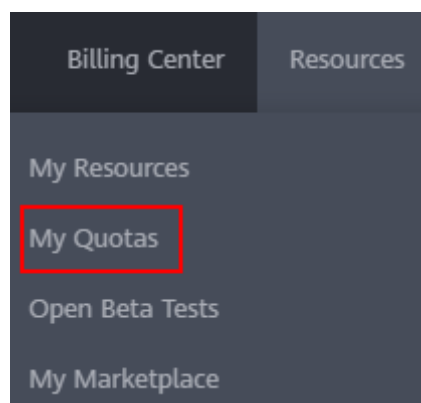 Billing Center Resources
My Resources
My Quotas
Open Beta Tests
My Marketplace